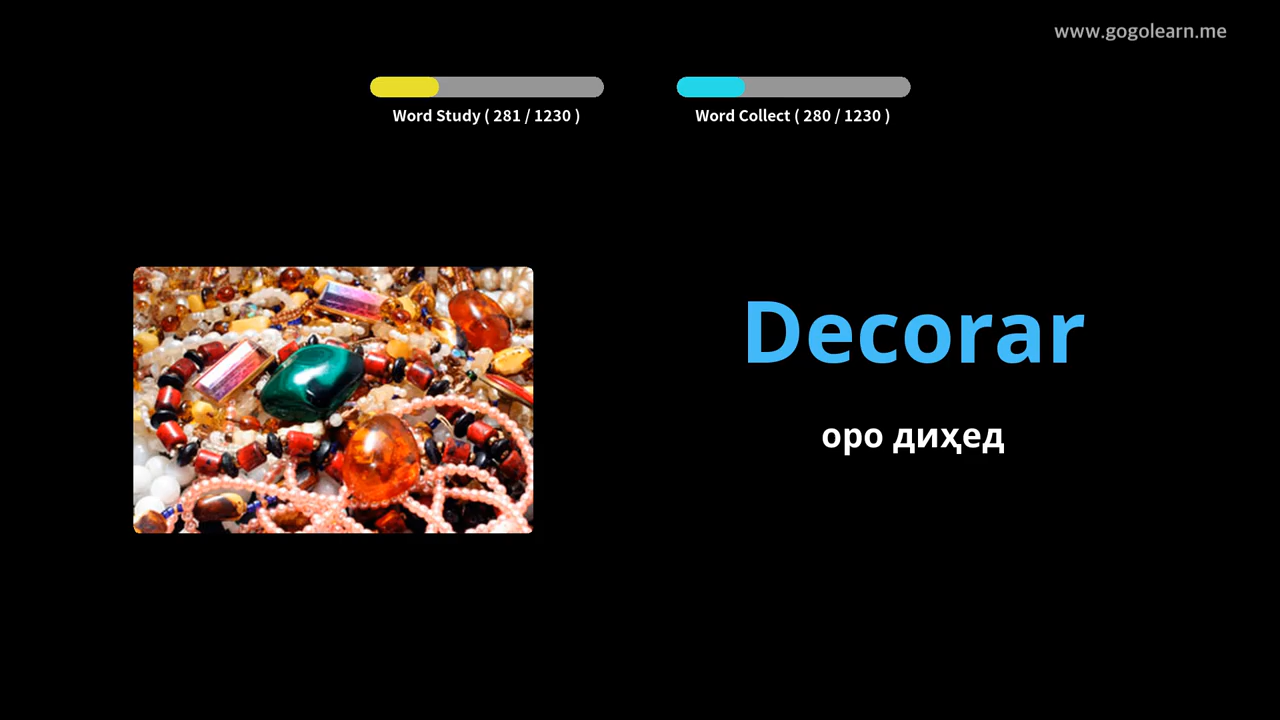 www.gogolearn.me
Word Study ( 281 / 1230 )
Word Collect ( 280 / 1230 )
Decorar
оро диҳед